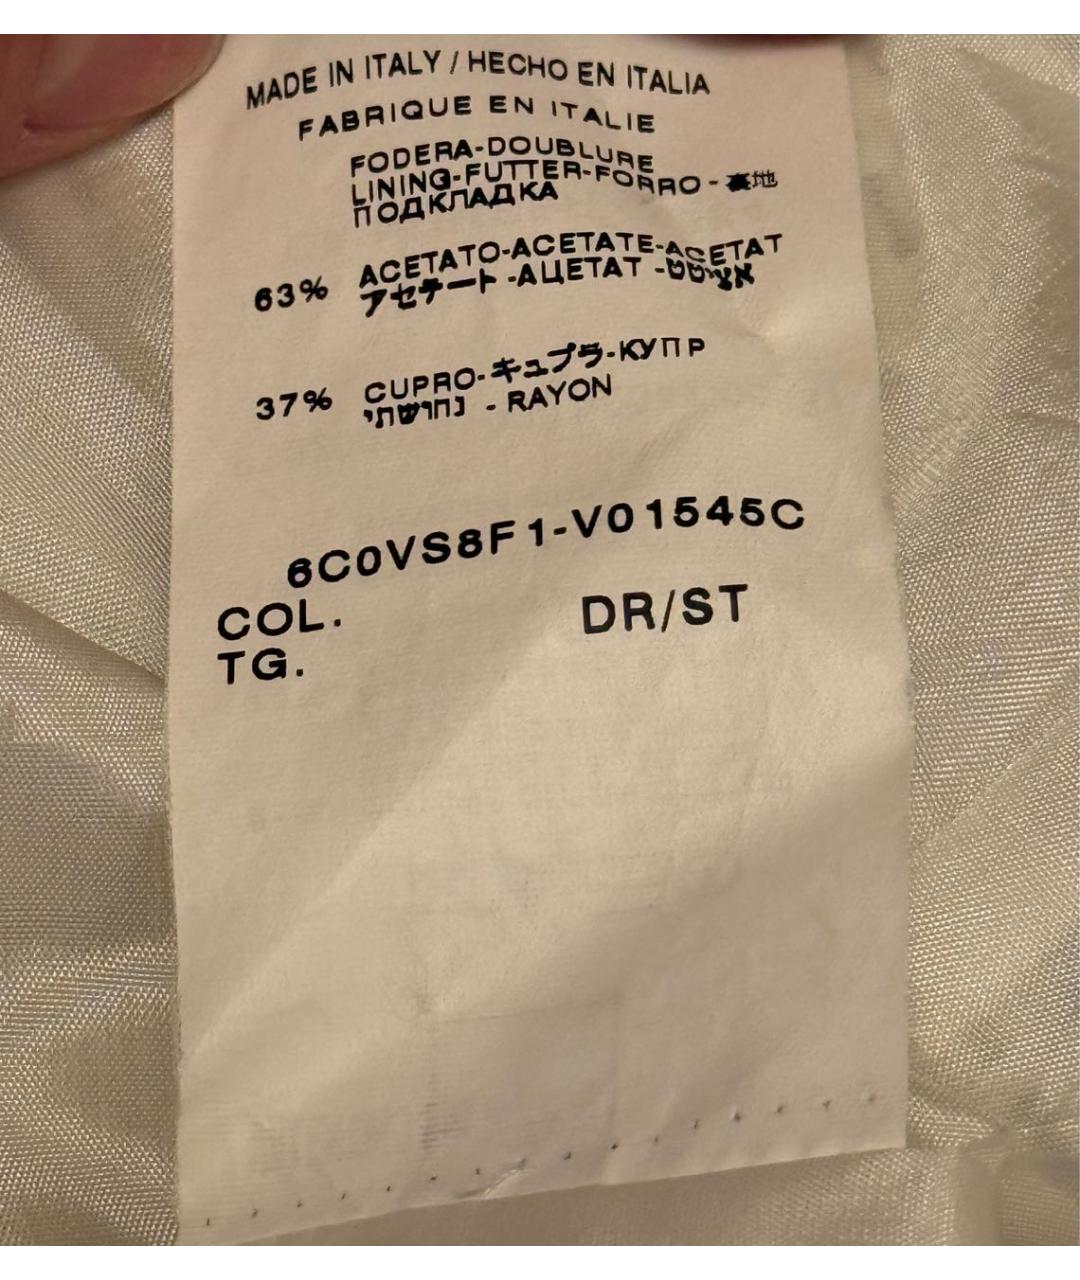 MADE IN ITALY / HECHO EN ITALIA
FABRIQUE EN ITALIE
FODERA-DOUBLURE
LINING-FUTTER-FORRO - 裏地
ПОДКЛАДКА
63% ACETATO-ACETATE-ACETAT
アセテート -АЦЕТАТ -אציטט
37% CUPRO-キュプラ-КУПР
נחושתי - RAYON
6C0VS8F1-V01545C
COL. DR/ST
TG.